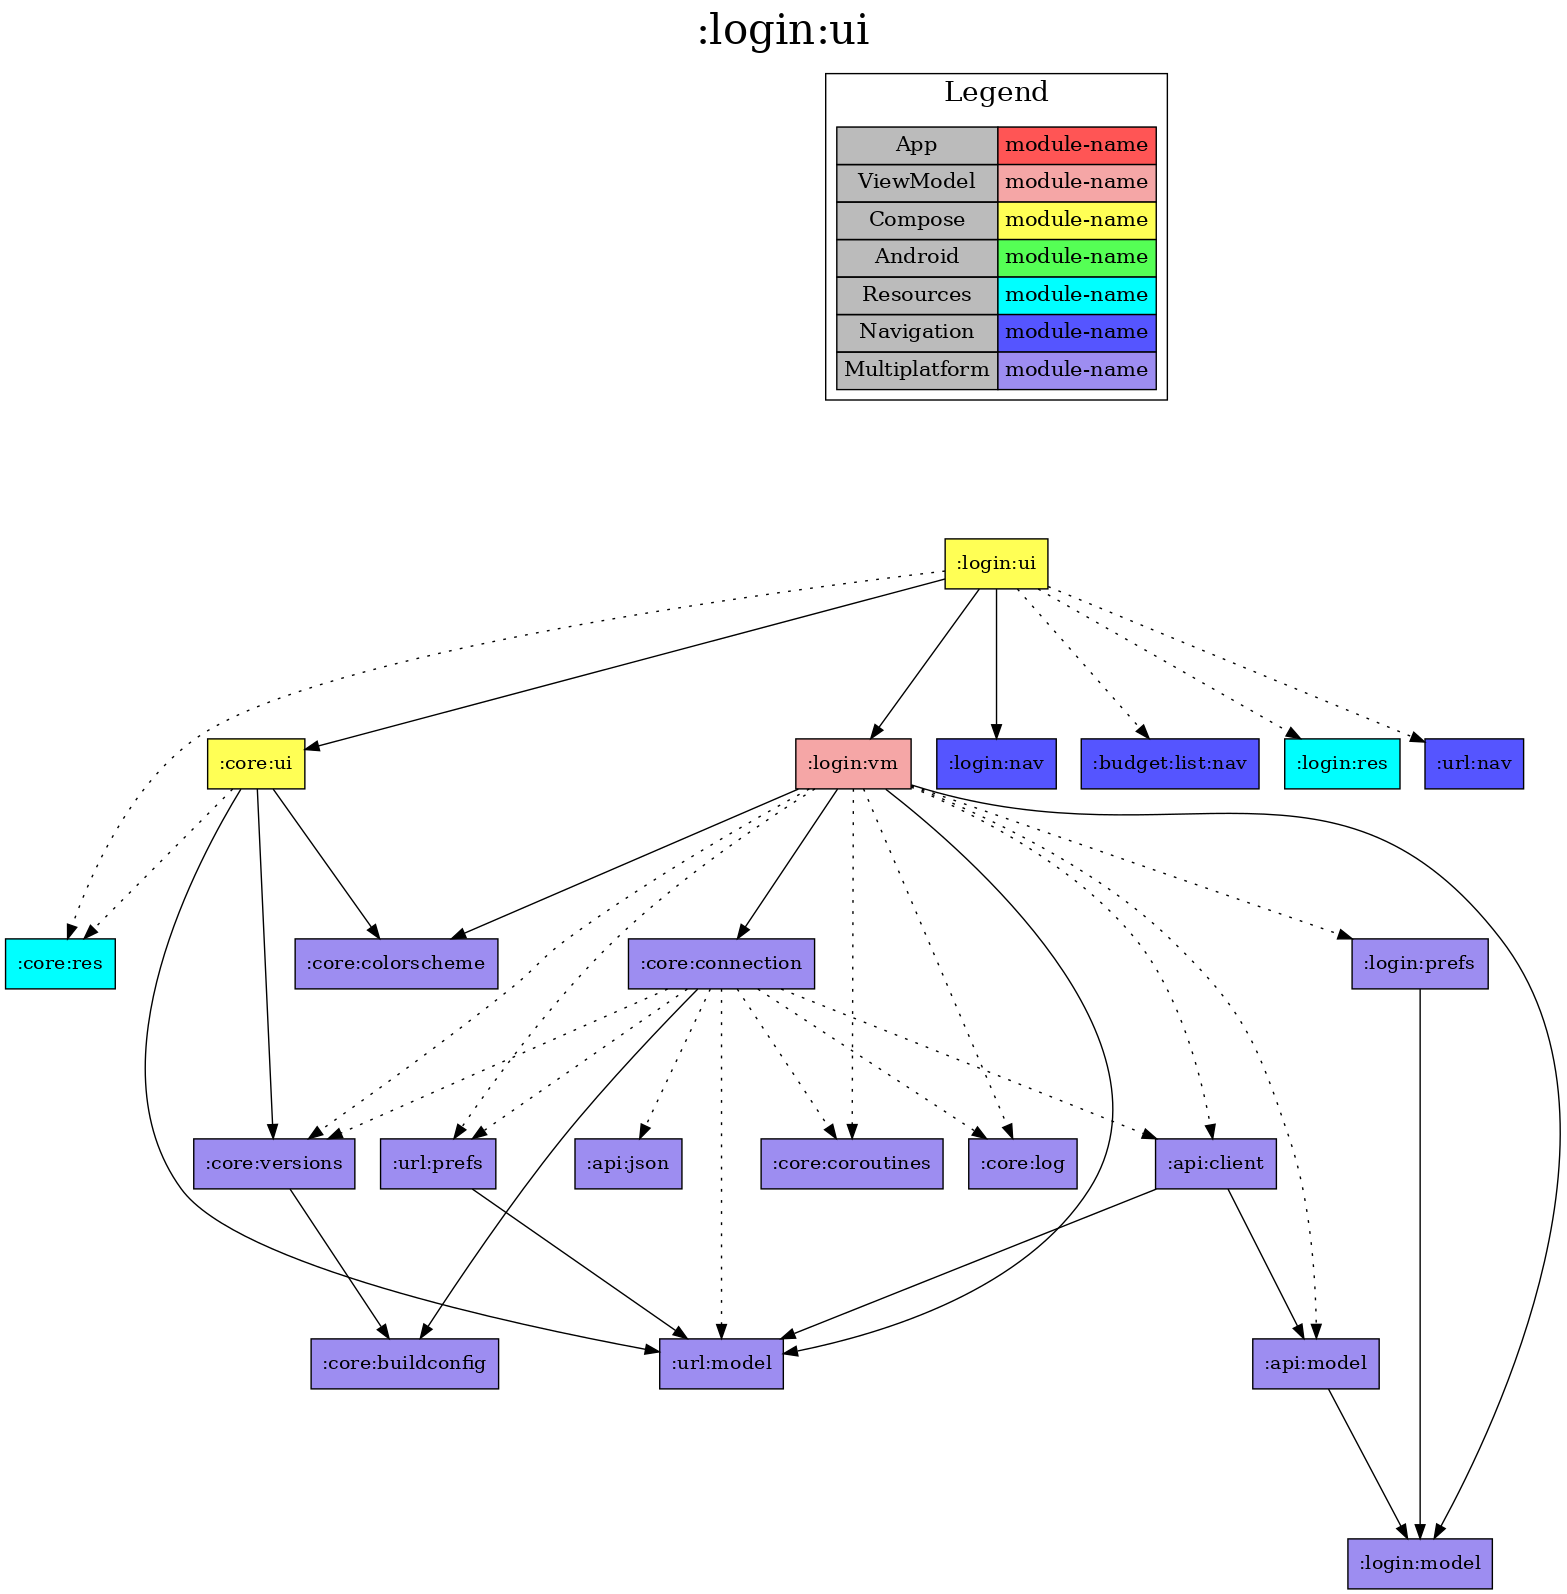 :login:ui
Legend
App module-name
ViewModel module-name
Compose module-name
Android module-name
Resources module-name
Navigation module-name
Multiplatform module-name
:login:ui
:core:ui
:login:vm
:login:nav
:budget:list:nav
:login:res
:url:nav
:core:res
:core:colorscheme
:core:connection
:login:prefs
:core:versions
:url:prefs
:api:json
:core:coroutines
:core:log
:api:client
:core:buildconfig
:url:model
:api:model
:login:model